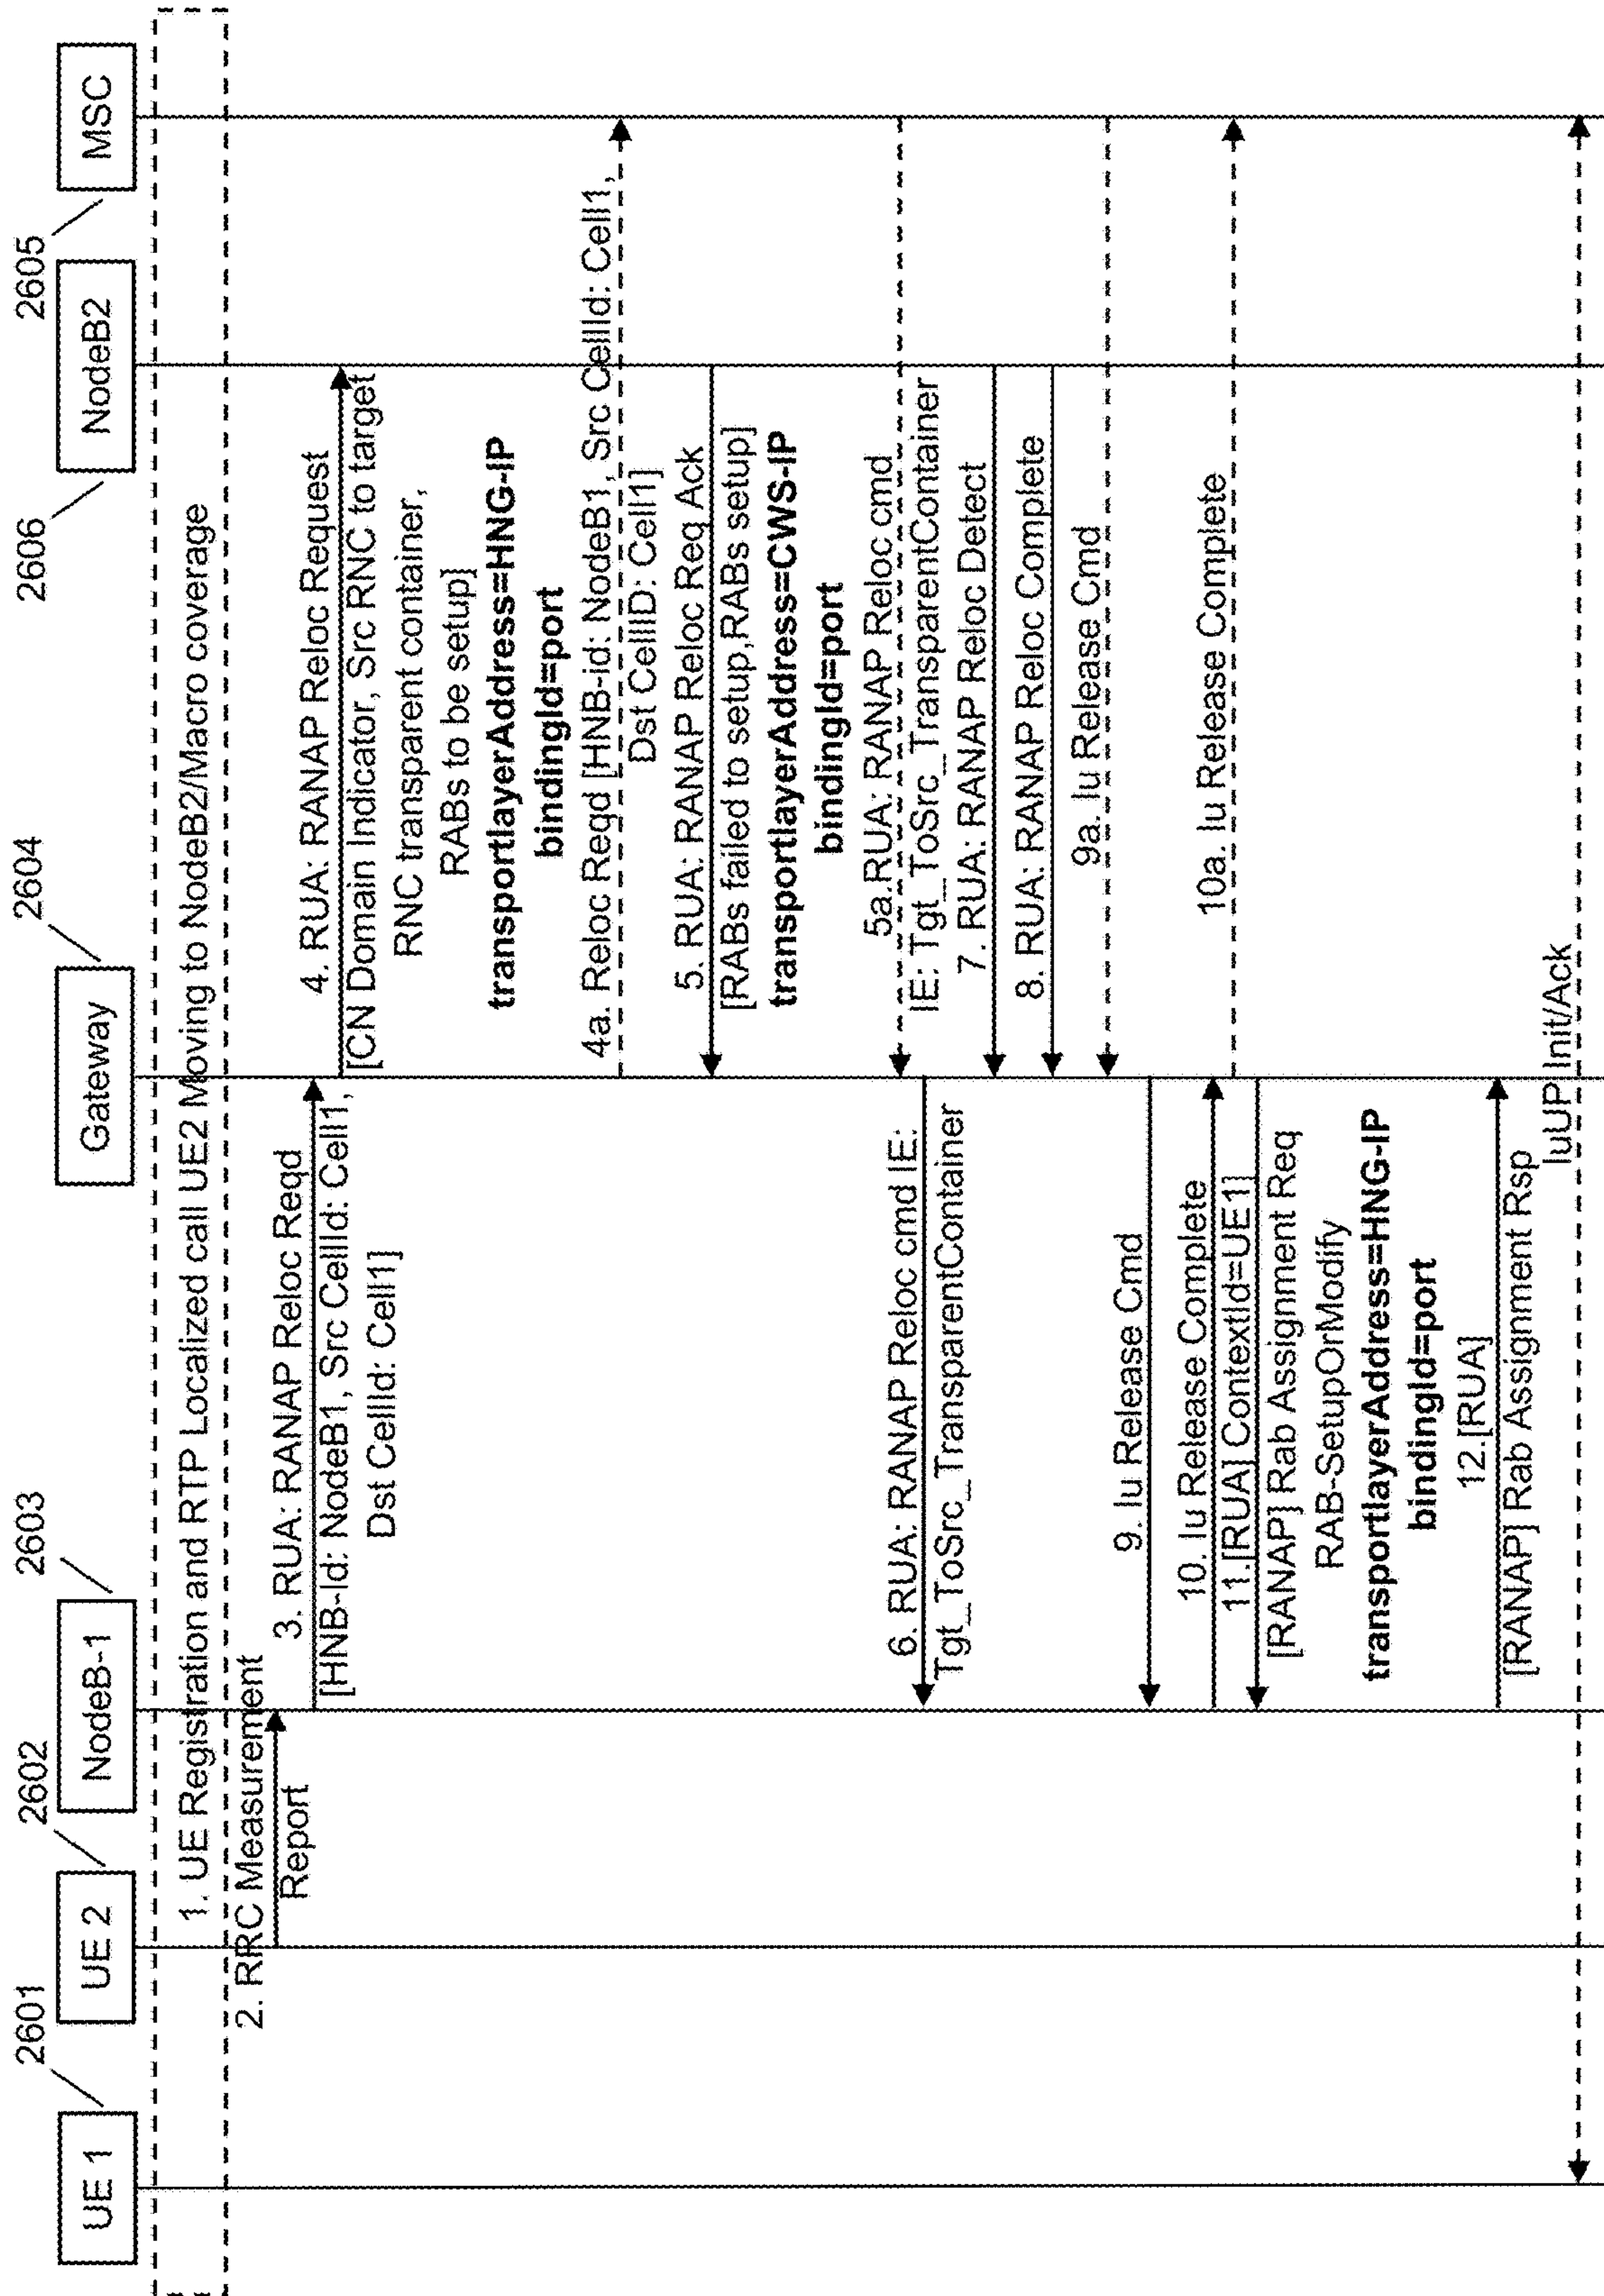 2601
2602
2603
2604
2606
2605
UE 1
UE 2
NodeB-1
Gateway
NodeB2
MSC
1. UE Registration and RTP Localized call UE2 Moving to NodeB2/Macro coverage
2. RRC Measurement
Report
3. RUA: RANAP Reloc Reqd
[HNB-Id: NodeB1, Src CellId: Cell1,
Dst CellId: Cell1]
4. RUA: RANAP Reloc Request
[CN Domain Indicator, Src RNC to target
RNC transparent container,
RABs to be setup]
transportlayerAddress=HNG-IP
bindingId=port
4a. Reloc Reqd [HNB-id: NodeB1, Src CellId: Cell1,
Dst CellID: Cell1]
5. RUA: RANAP Reloc Req Ack
[RABs failed to setup,RABs setup]
transportlayerAddress=CWS-IP
bindingId=port
5a.RUA: RANAP Reloc cmd
IE: Tgt_ToSrc_TransparentContainer
6. RUA: RANAP Reloc cmd IE:
Tgt_ToSrc_TransparentContainer
7. RUA: RANAP Reloc Detect
8. RUA: RANAP Reloc Complete
9a. Iu Release Cmd
9. Iu Release Cmd
10. Iu Release Complete
10a. Iu Release Complete
11.[RUA] ContextId=UE1]
[RANAP] Rab Assignment Req
RAB-SetupOrModify
transportlayerAddress=HNG-IP
bindingId=port
12.[RUA]
[RANAP] Rab Assignment Rsp
IuUP Init/Ack